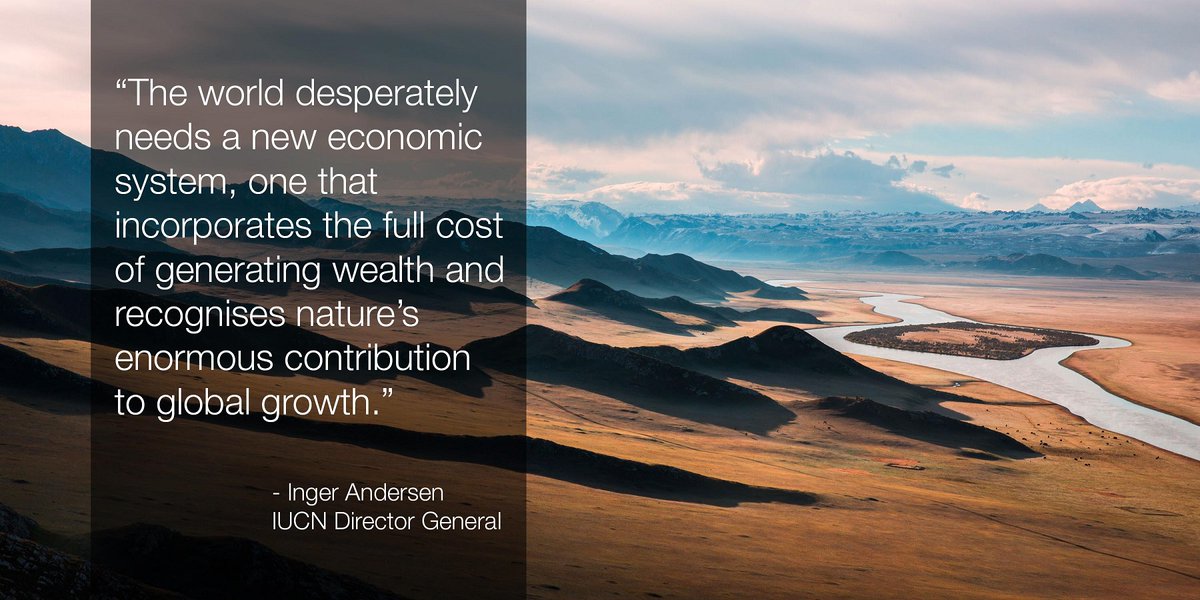 “The world desperately
needs a new economic
system, one that
incorporates the full cost
of generating wealth and
recognises nature’s
enormous contribution
to global growth.”
- Inger Andersen
IUCN Director General